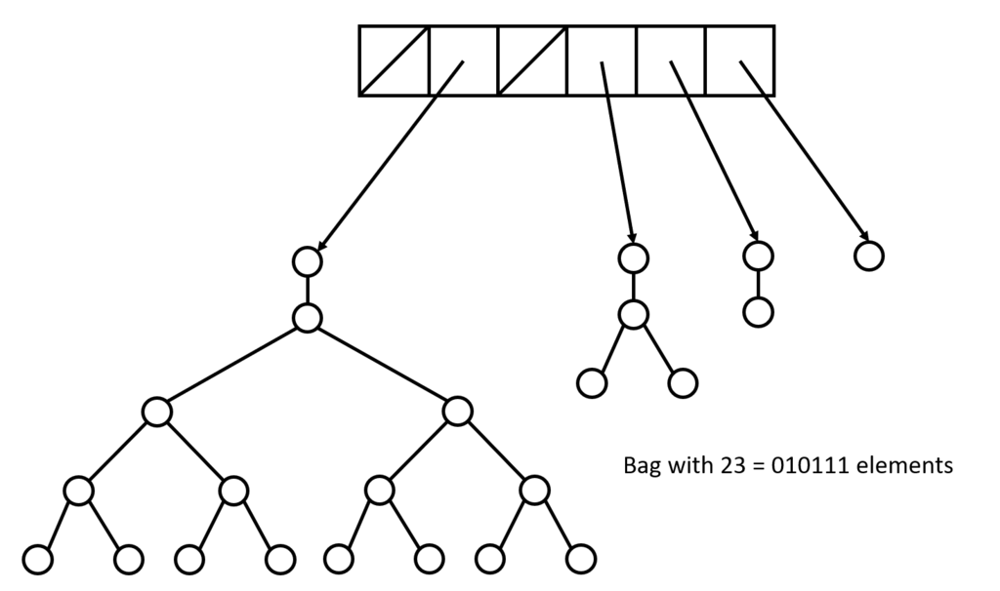 Bag with 23 = 010111 elements